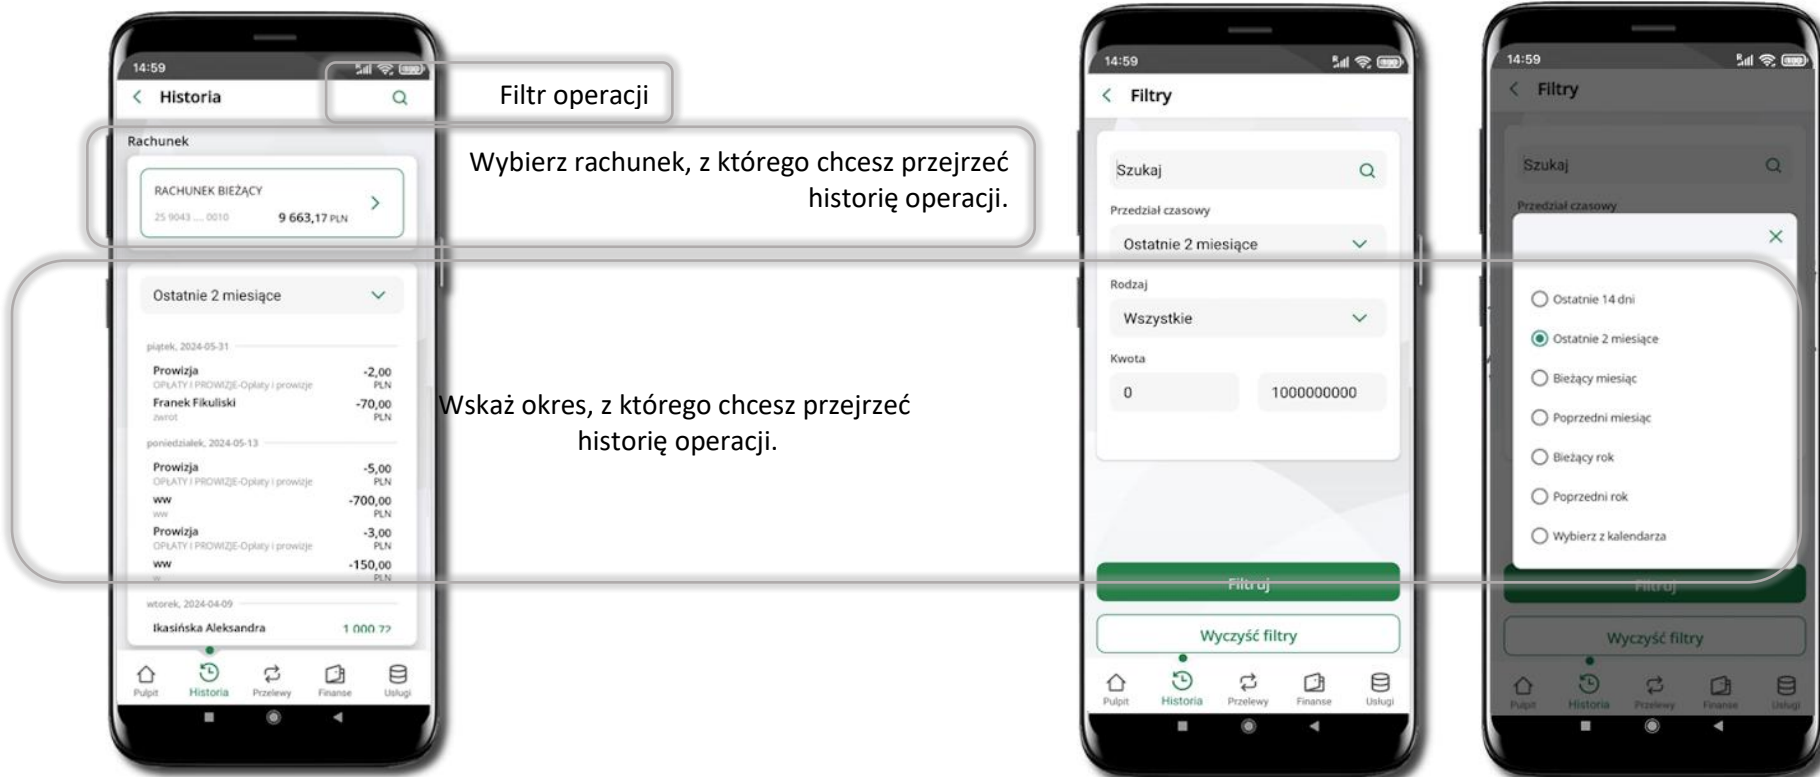 14:59
Historia
Filtr operacji
Rachunek
Wybierz rachunek, z którego chcesz przejrzeć
historię operacji.
RACHUNEK BIEŻĄCY
25 9043 .... 0010 9 663,17 PLN
Ostatnie 2 miesiące
piątek, 2024-05-31
Prowizja -2,00
OPŁATY I PROWIZJE-Opłaty i prowizje PLN
Franek Fikuliski -70,00
zwrot PLN
Wskaż okres, z którego chcesz przejrzeć
historię operacji.
poniedziałek, 2024-05-13
Prowizja -5,00
OPŁATY I PROWIZJE-Opłaty i prowizje PLN
ww -700,00
ww PLN
Prowizja -3,00
OPŁATY I PROWIZJE-Opłaty i prowizje PLN
ww -150,00
w PLN
wtorek, 2024-04-09
Ikasińska Aleksandra 1 000,72
Pulpit Historia Przelewy Finanse Usługi
14:59
Filtry
Szukaj
Przedział czasowy
Ostatnie 2 miesiące
Rodzaj
Wszystkie
Kwota
0 1000000000
Filtruj
Wyczyść filtry
Pulpit Historia Przelewy Finanse Usługi
14:59
Filtry
Szukaj
Przedział czasowy
Ostatnie 14 dni
Ostatnie 2 miesiące
Bieżący miesiąc
Poprzedni miesiąc
Bieżący rok
Poprzedni rok
Wybierz z kalendarza
Filtruj
Wyczyść filtry
Pulpit Historia Przelewy Finanse Usługi